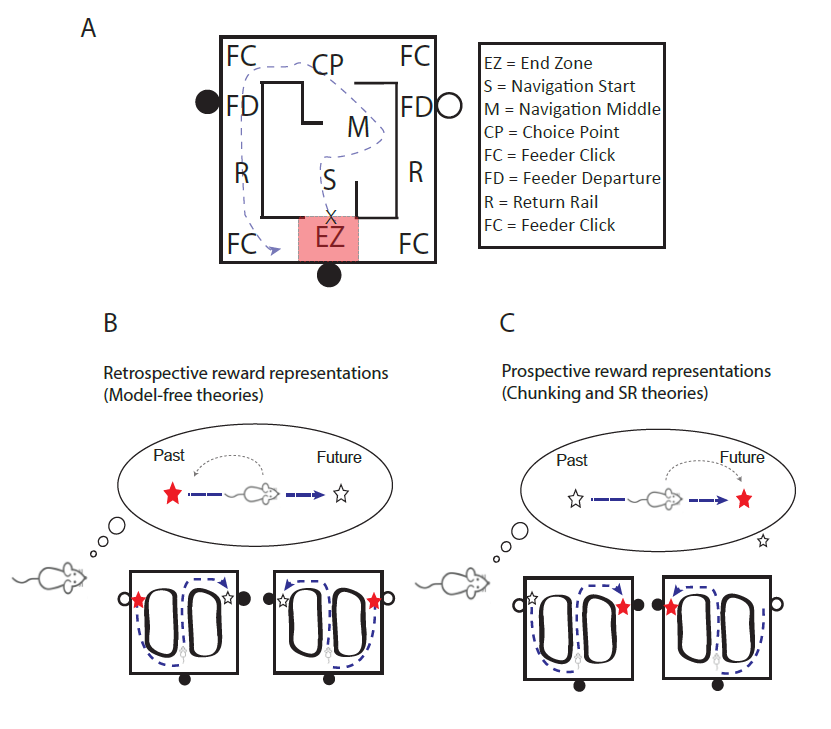 A
FC
CP
FC
FD
FD
M
R
S
R
X
FC
EZ
FC
EZ = End Zone
S = Navigation Start
M = Navigation Middle
CP = Choice Point
FC = Feeder Click
FD = Feeder Departure
R = Return Rail
FC = Feeder Click
B
Retrospective reward representations
(Model-free theories)
Past
Future
C
Prospective reward representations
(Chunking and SR theories)
Past
Future